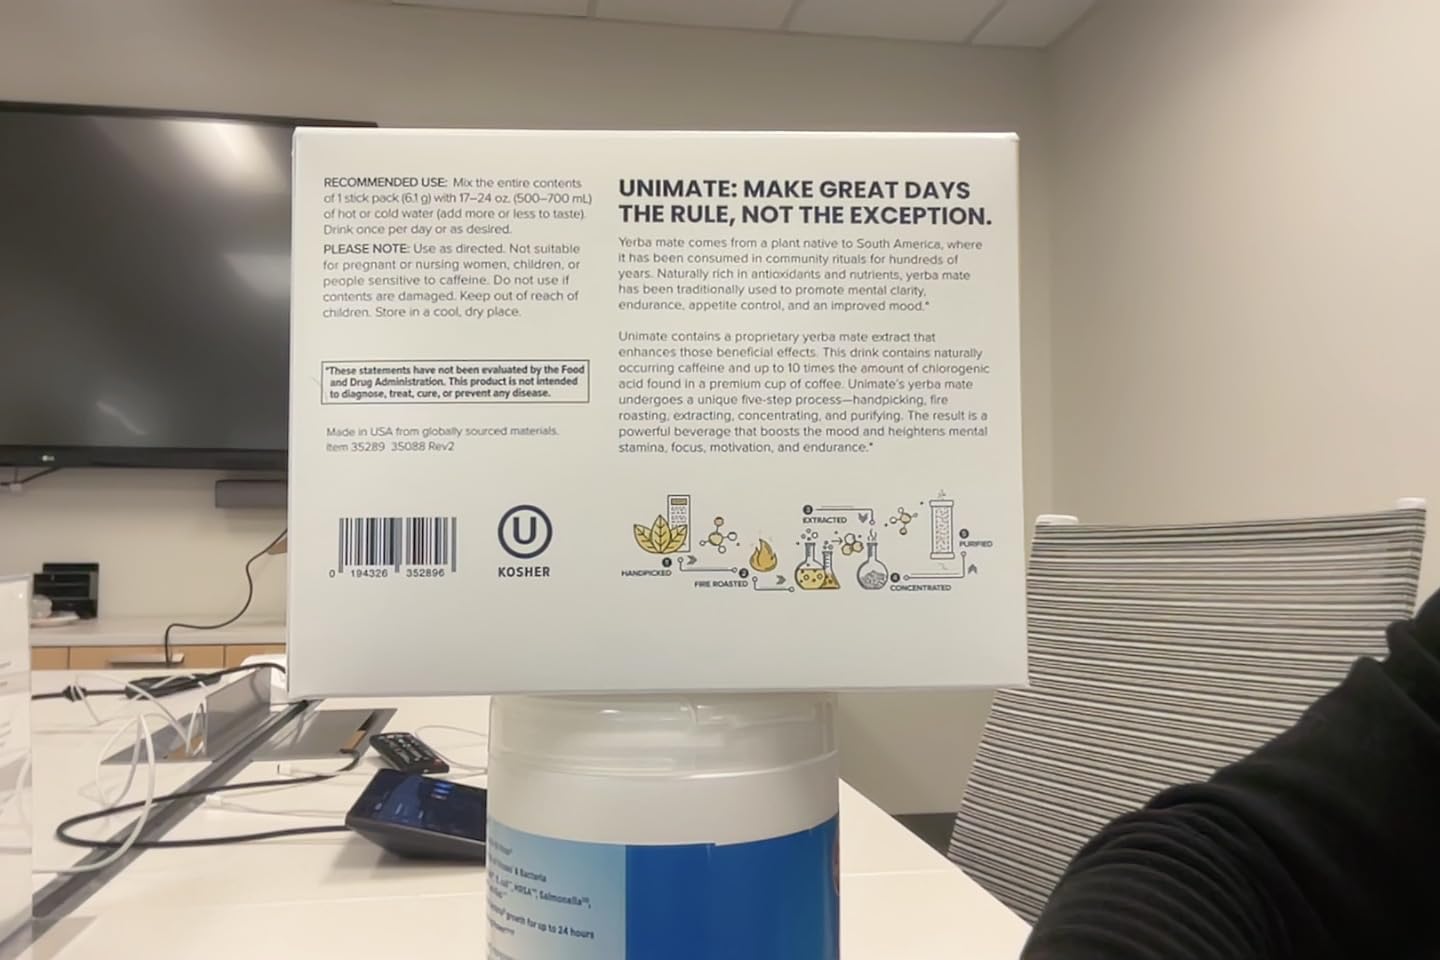 RECOMMENDED USE: Mix the entire contents
of 1 stick pack (6.1 g) with 17–24 oz. (500–700 mL)
of hot or cold water (add more or less to taste).
Drink once per day or as desired.
PLEASE NOTE: Use as directed. Not suitable
for pregnant or nursing women, children, or
people sensitive to caffeine. Do not use if
contents are damaged. Keep out of reach of
children. Store in a cool, dry place.
*These statements have not been evaluated by the Food
and Drug Administration. This product is not intended
to diagnose, treat, cure, or prevent any disease.
Made in USA from globally sourced materials.
Item 35289 35088 Rev2
0 194326 352896
U
KOSHER
UNIMATE: MAKE GREAT DAYS
THE RULE, NOT THE EXCEPTION.
Yerba mate comes from a plant native to South America, where
it has been consumed in community rituals for hundreds of
years. Naturally rich in antioxidants and nutrients, yerba mate
has been traditionally used to promote mental clarity,
endurance, appetite control, and an improved mood.*
Unimate contains a proprietary yerba mate extract that
enhances those beneficial effects. This drink contains naturally
occurring caffeine and up to 10 times the amount of chlorogenic
acid found in a premium cup of coffee. Unimate's yerba mate
undergoes a unique five-step process—handpicking, fire
roasting, extracting, concentrating, and purifying. The result is a
powerful beverage that boosts the mood and heightens mental
stamina, focus, motivation, and endurance.*
1 HANDPICKED
2 FIRE ROASTED
3 EXTRACTED
4 CONCENTRATED
5 PURIFIED
LG
& Bacteria
MRSA, Salmonella
growth for up to 24 hours